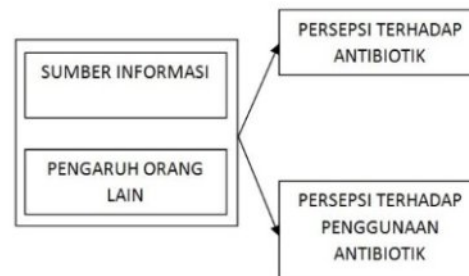 SUMBER INFORMASI
PENGARUH ORANG
LAIN
PERSEPSI TERHADAP
ANTIBIOTIK
PERSEPSI TERHADAP
PENGGUNAAN
ANTIBIOTIK